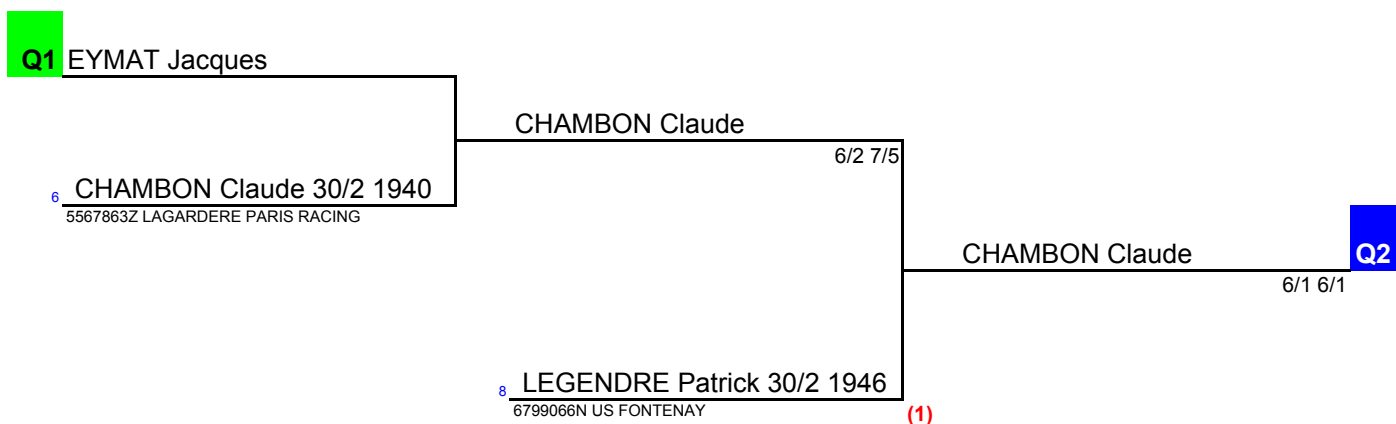 Q1 EYMAT Jacques
CHAMBON Claude
6/2 7/5
6 CHAMBON Claude 30/2 1940
5567863Z LAGARDERE PARIS RACING
CHAMBON Claude Q2
6/1 6/1
8 LEGENDRE Patrick 30/2 1946
6799066N US FONTENAY
(1)